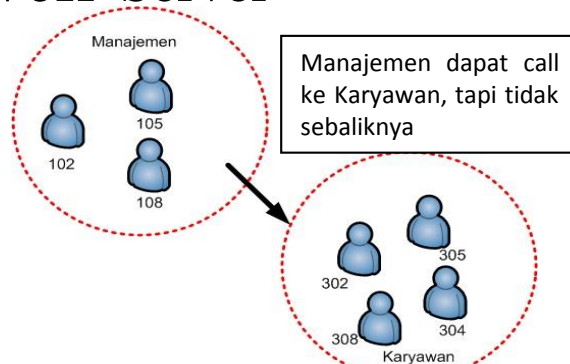 Manajemen
Manajemen dapat call
ke Karyawan, tapi tidak
sebaliknya
105
102
108
305
302
304
308
Karyawan